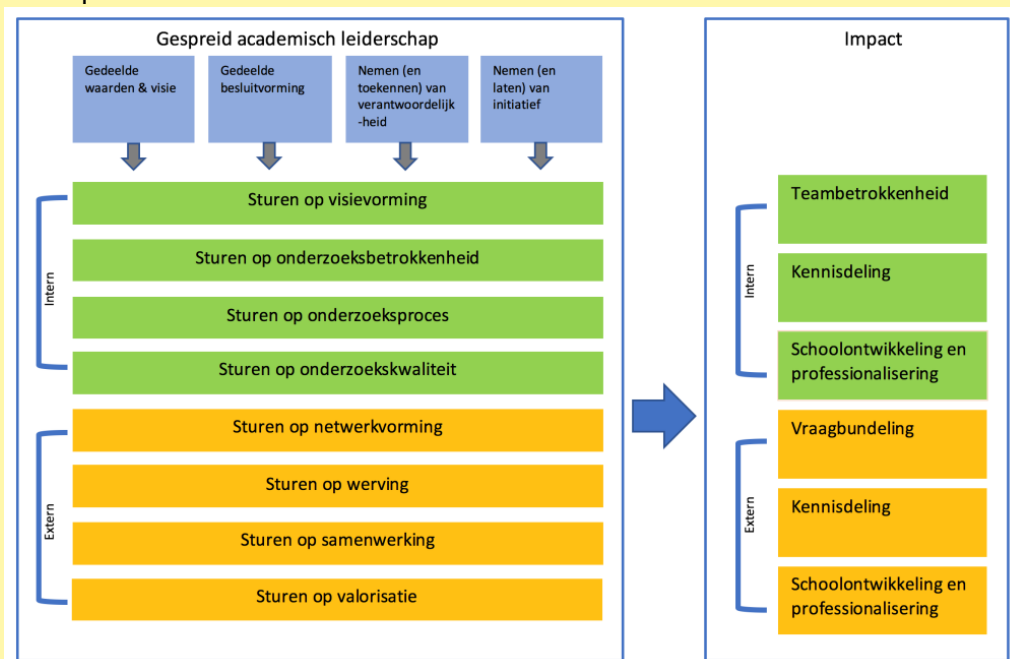 Gespreid academisch leiderschap
Gedeelde
waarden & visie
Gedeelde
besluitvorming
Nemen (en
toekennen) van
verantwoordelijk
-heid
Nemen (en
laten) van
initiatief
Intern
Sturen op visievorming
Sturen op onderzoeksbetrokkenheid
Sturen op onderzoeksproces
Sturen op onderzoekskwaliteit
Extern
Sturen op netwerkvorming
Sturen op werving
Sturen op samenwerking
Sturen op valorisatie
Impact
Intern
Teambetrokkenheid
Kennisdeling
Schoolontwikkeling en
professionalisering
Extern
Vraagbundeling
Kennisdeling
Schoolontwikkeling en
professionalisering